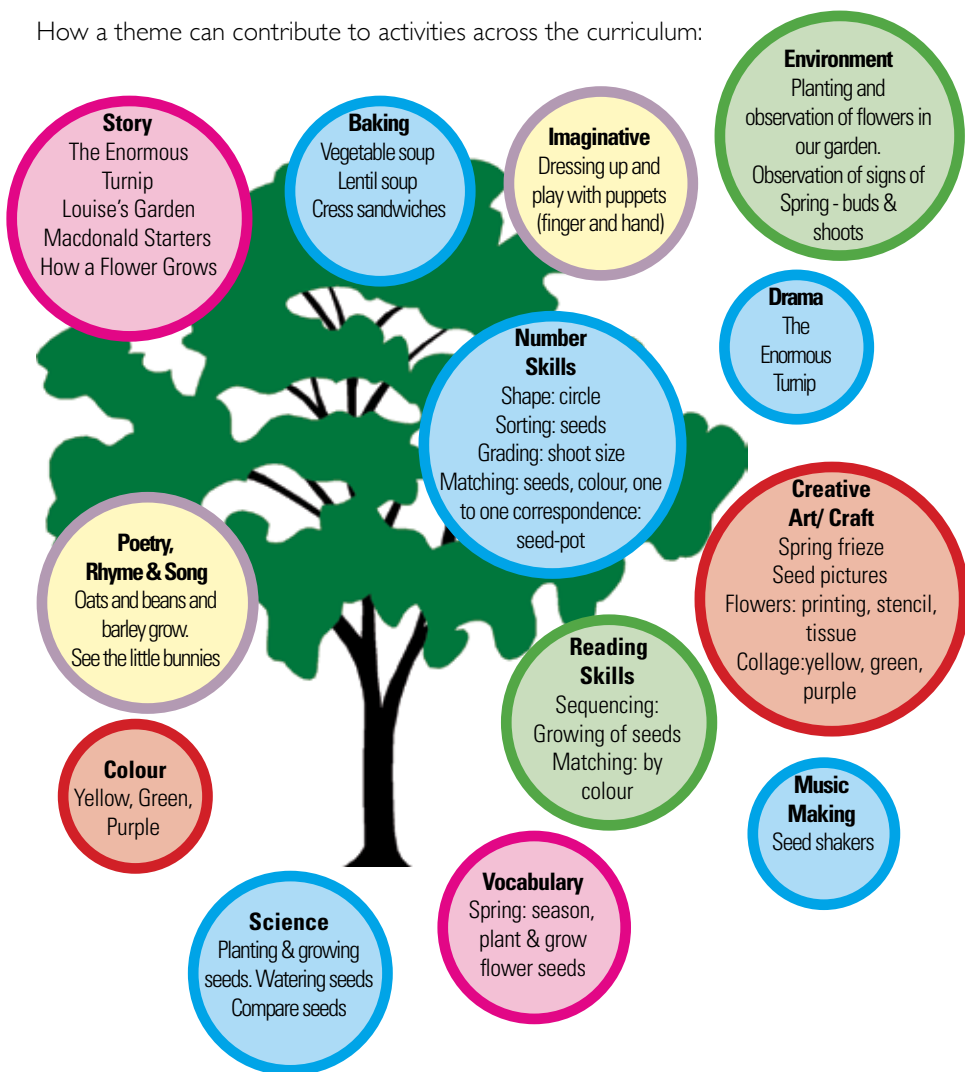 How a theme can contribute to activities across the curriculum:
Story
The Enormous
Turnip
Louise's Garden
Macdonald Starters
How a Flower Grows
Baking
Vegetable soup
Lentil soup
Cress sandwiches
Imaginative
Dressing up and
play with puppets
(finger and hand)
Environment
Planting and
observation of flowers in
our garden.
Observation of signs of
Spring - buds &
shoots
Drama
The
Enormous
Turnip
Number
Skills
Shape: circle
Sorting: seeds
Grading: shoot size
Matching: seeds, colour, one
to one correspondence:
seed-pot
Creative
Art/ Craft
Spring frieze
Seed pictures
Flowers: printing, stencil,
tissue
Collage:yellow, green,
purple
Poetry,
Rhyme & Song
Oats and beans and
barley grow.
See the little bunnies
Reading
Skills
Sequencing:
Growing of seeds
Matching: by
colour
Colour
Yellow, Green,
Purple
Music
Making
Seed shakers
Vocabulary
Spring: season,
plant & grow
flower seeds
Science
Planting & growing
seeds. Watering seeds
Compare seeds